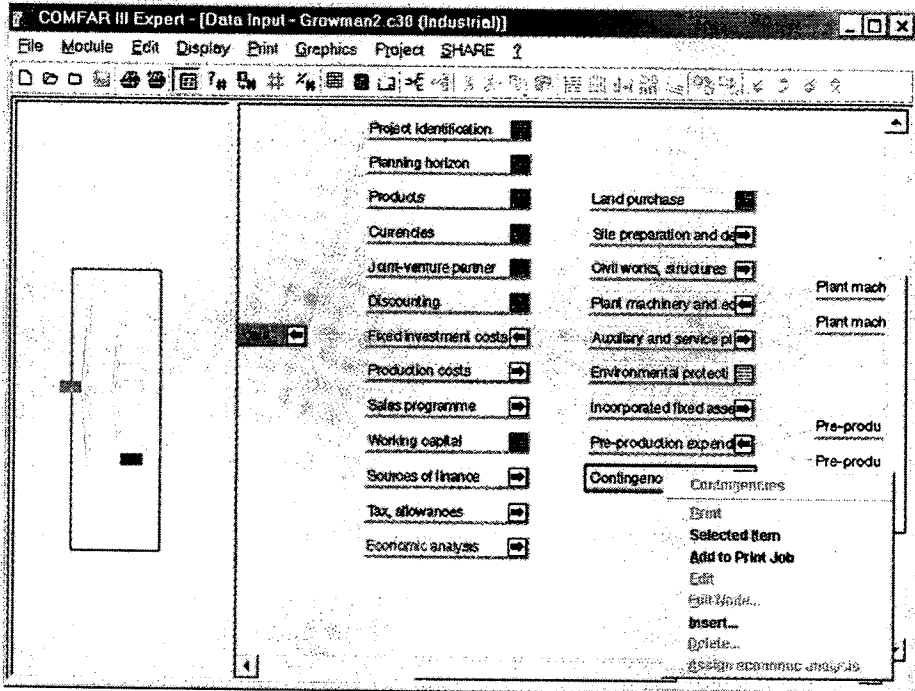 COMFAR III Expert - [Data Input - Growman2.c30 (Industrial)]
File Module Edit Display Print Graphics Project SHARE ?
Project identification
Planning horizon
Products
Currencies
Joint-venture partner
Discounting
Fixed investment costs
Production costs
Sales programme
Working capital
Sources of finance
Tax, allowances
Economic analysis
Land purchase
Site preparation and de
Civil works, structures
Plant machinery and eq
Auxiliary and service pl
Environmental protecti
Incorporated fixed asse
Pre-production expend
Contingenc
Plant mach
Plant mach
Pre-produ
Pre-produ
Contingencies
Print
Selected Item
Add to Print Job
Edit
Edit Node...
Insert...
Delete...
Assign economic analysis